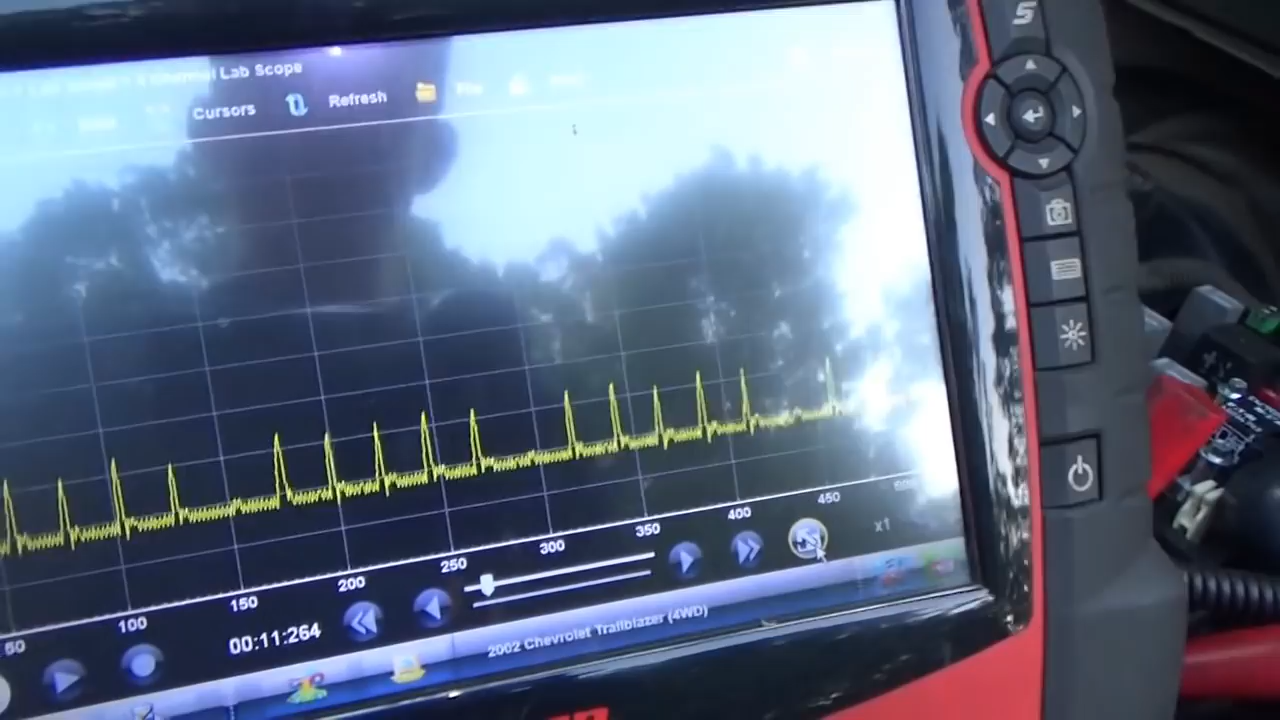 Lab Scope
Cursors Refresh File
50 100 150 200 250 300 350 400 450
00:11:264
x1
2002 Chevrolet Trailblazer (4WD)
S